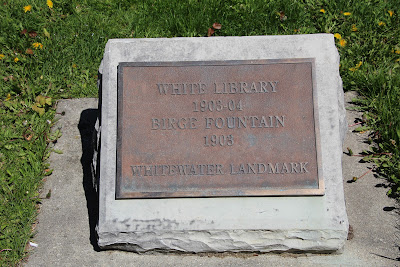 WHITE LIBRARY
1903-04
BIRGE FOUNTAIN
1903
WHITEWATER LANDMARK